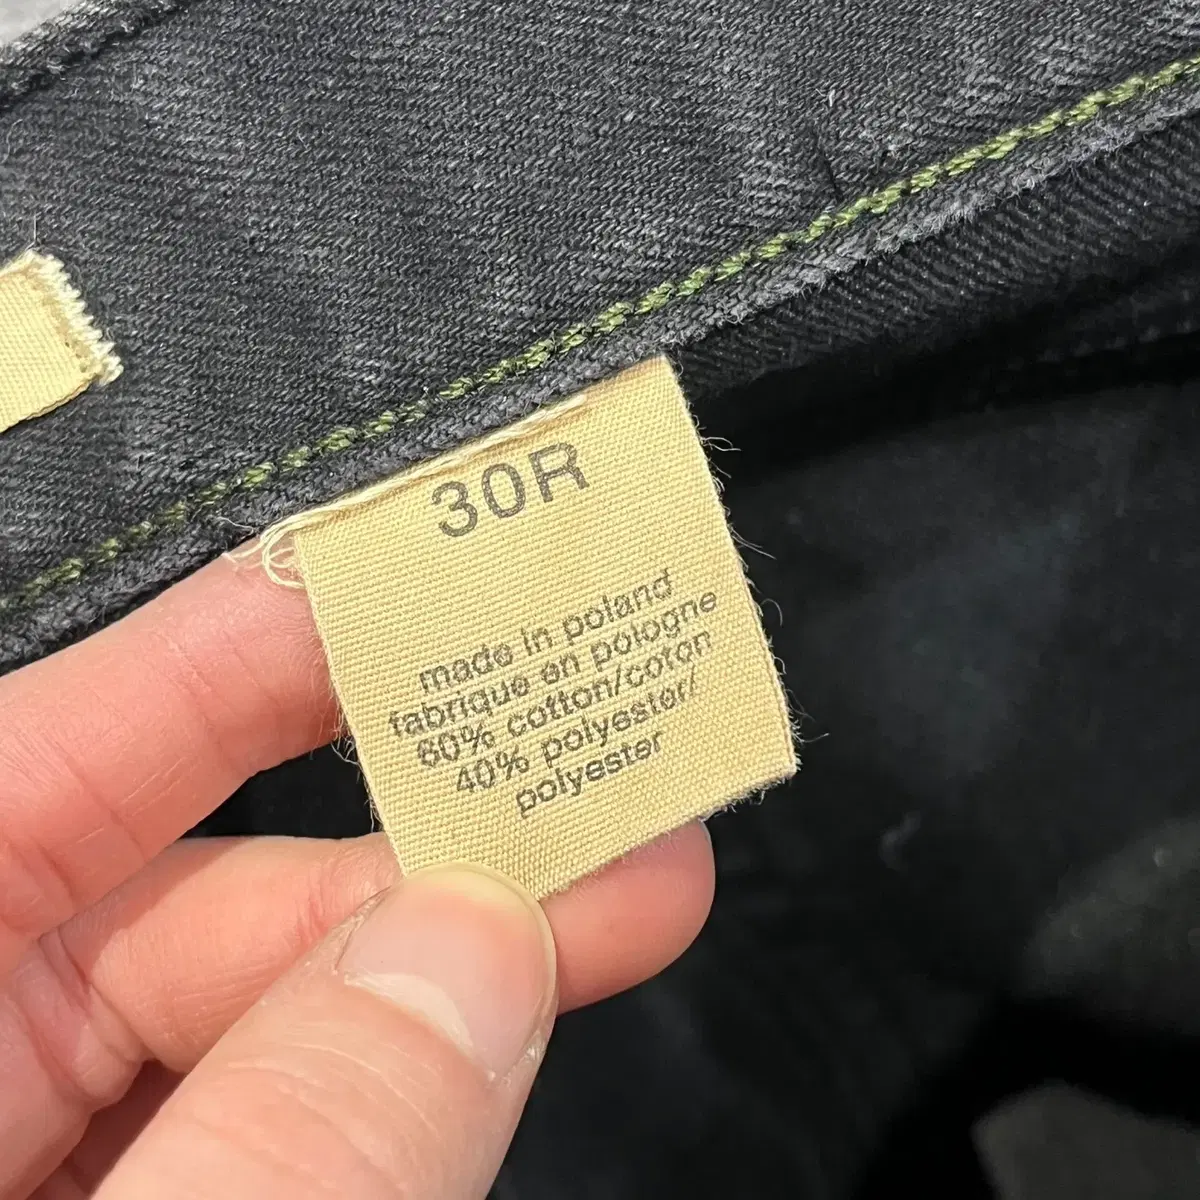 30R
made in poland
fabrique en pologne
60% cotton/coton
40% polyester/
polyester